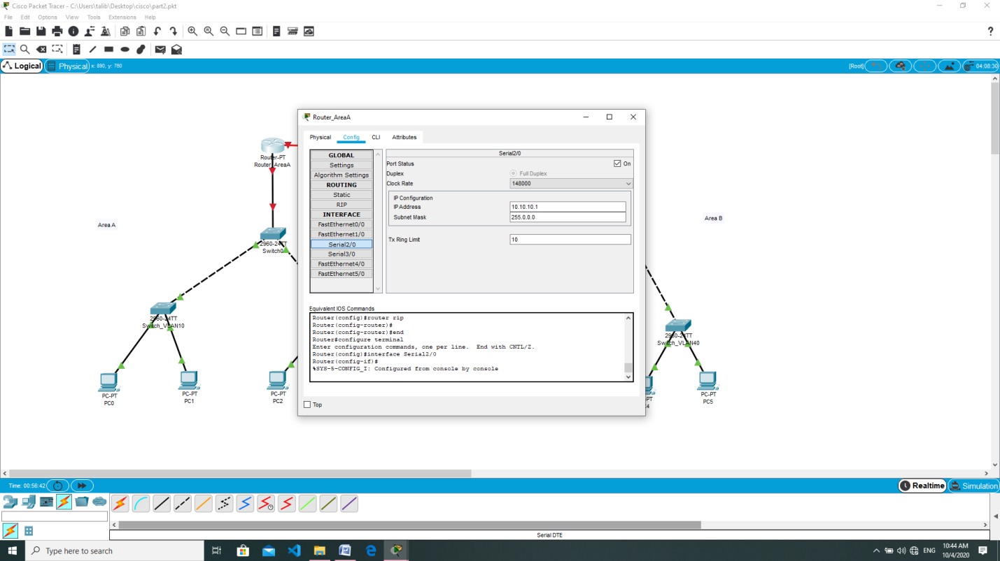 Cisco Packet Tracer - C:\Users\talib\Desktop\cisco\part2.pkt
File Edit Options View Tools Extensions Help
?
Logical Physical x: 890, y: 760 [Root] 04:08:30
Router_AreaA
Physical Config CLI Attributes
GLOBAL
Settings
Algorithm Settings
ROUTING
Static
RIP
INTERFACE
FastEthernet0/0
FastEthernet1/0
Serial2/0
Serial3/0
FastEthernet4/0
FastEthernet5/0
Serial2/0
Port Status On
Duplex Full Duplex
Clock Rate 148000
IP Configuration
IP Address 10.10.10.1
Subnet Mask 255.0.0.0
Tx Ring Limit 10
Equivalent IOS Commands
Router(config)#router rip
Router(config-router)#
Router(config-router)#end
Router#configure terminal
Enter configuration commands, one per line. End with CNTL/Z.
Router(config)#interface Serial2/0
Router(config-if)#
%SYS-5-CONFIG_I: Configured from console by console
Top
Router-PT
Router_AreaA
Area A
Area B
2960-24TT
Switch0
2960-24TT
Switch_VLAN10
2960-24TT
Switch_VLAN40
PC-PT
PC0
PC-PT
PC1
PC-PT
PC2
PC-PT
PC5
Time: 00:56:42
Realtime Simulation
Serial DTE
Type here to search
ENG
10:44 AM
10/4/2020